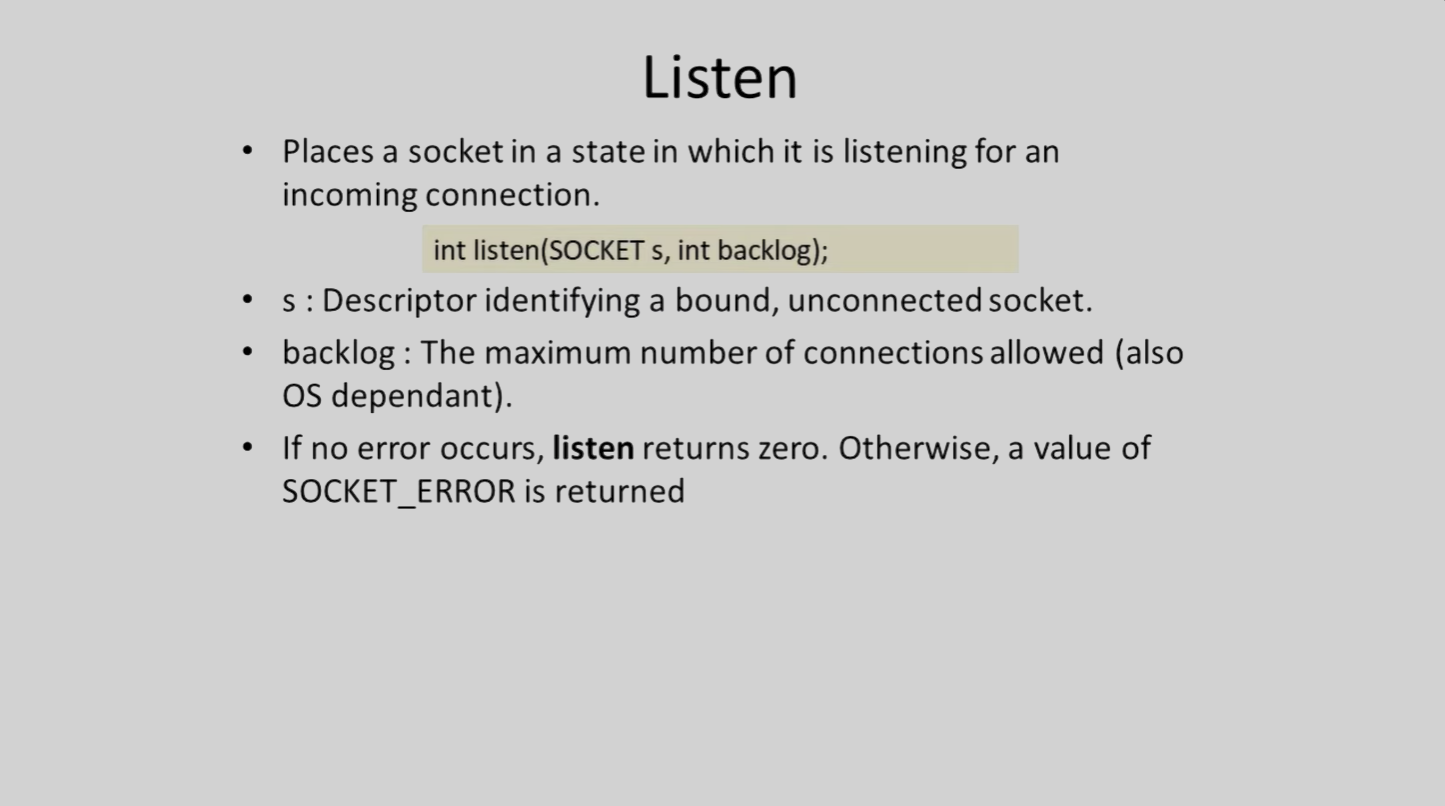 Listen
• Places a socket in a state in which it is listening for an
incoming connection.
int listen(SOCKET s, int backlog);
• s : Descriptor identifying a bound, unconnected socket.
• backlog : The maximum number of connections allowed (also
OS dependant).
• If no error occurs, listen returns zero. Otherwise, a value of
SOCKET_ERROR is returned